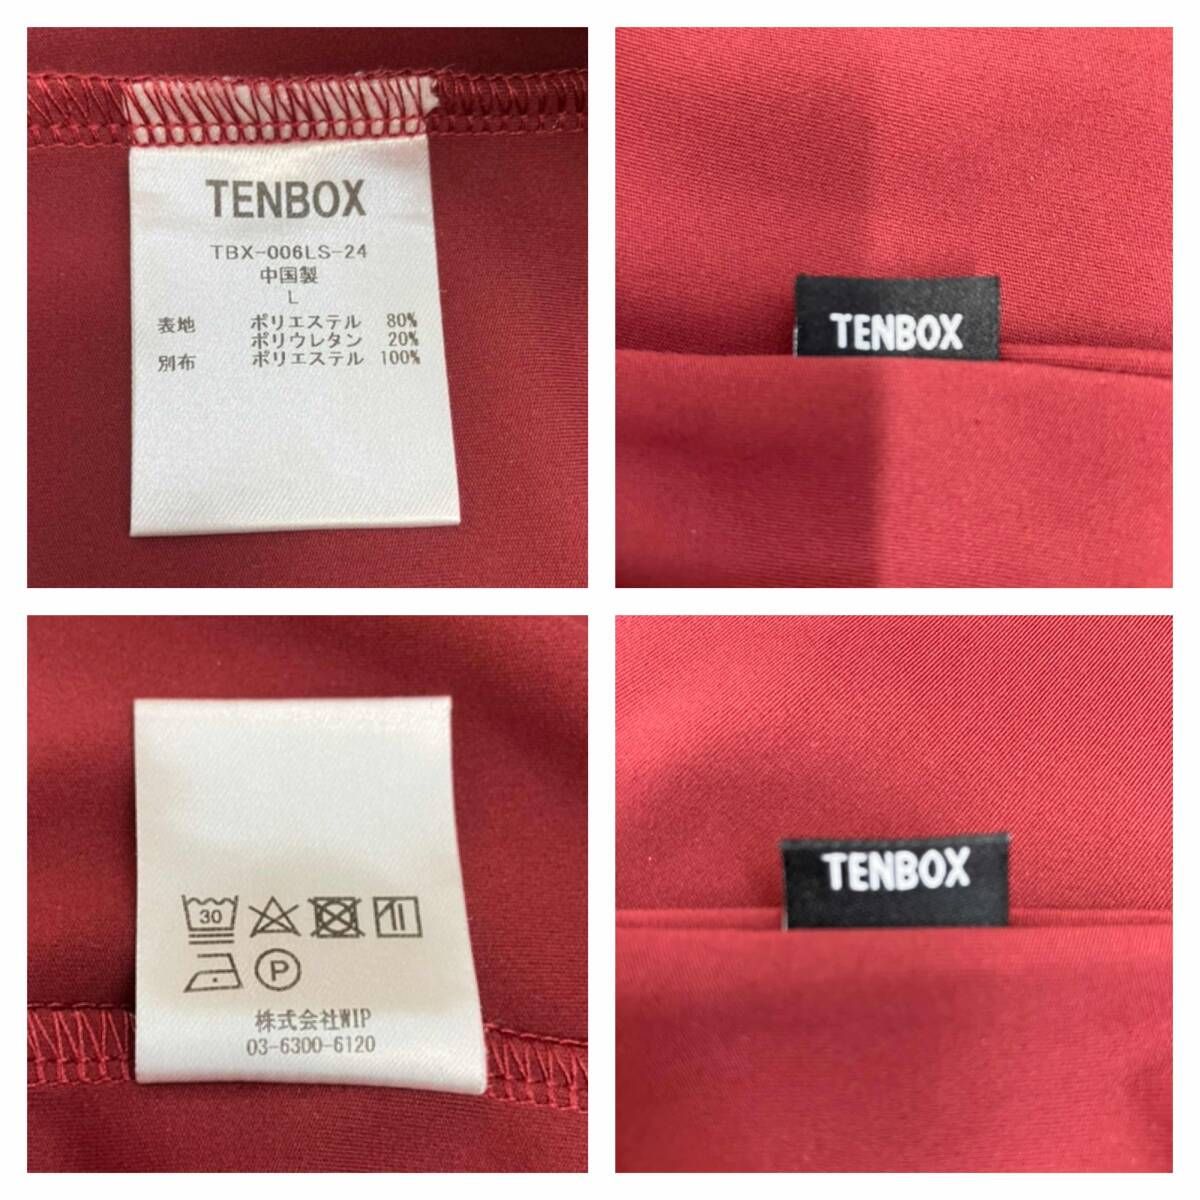 TENBOX
TBX-006LS-24
中国製
L
表地 ポリエステル 80%
ポリウレタン 20%
別布 ポリエステル 100%
TENBOX
30
P
株式会社WIP
03-6300-6120
TENBOX